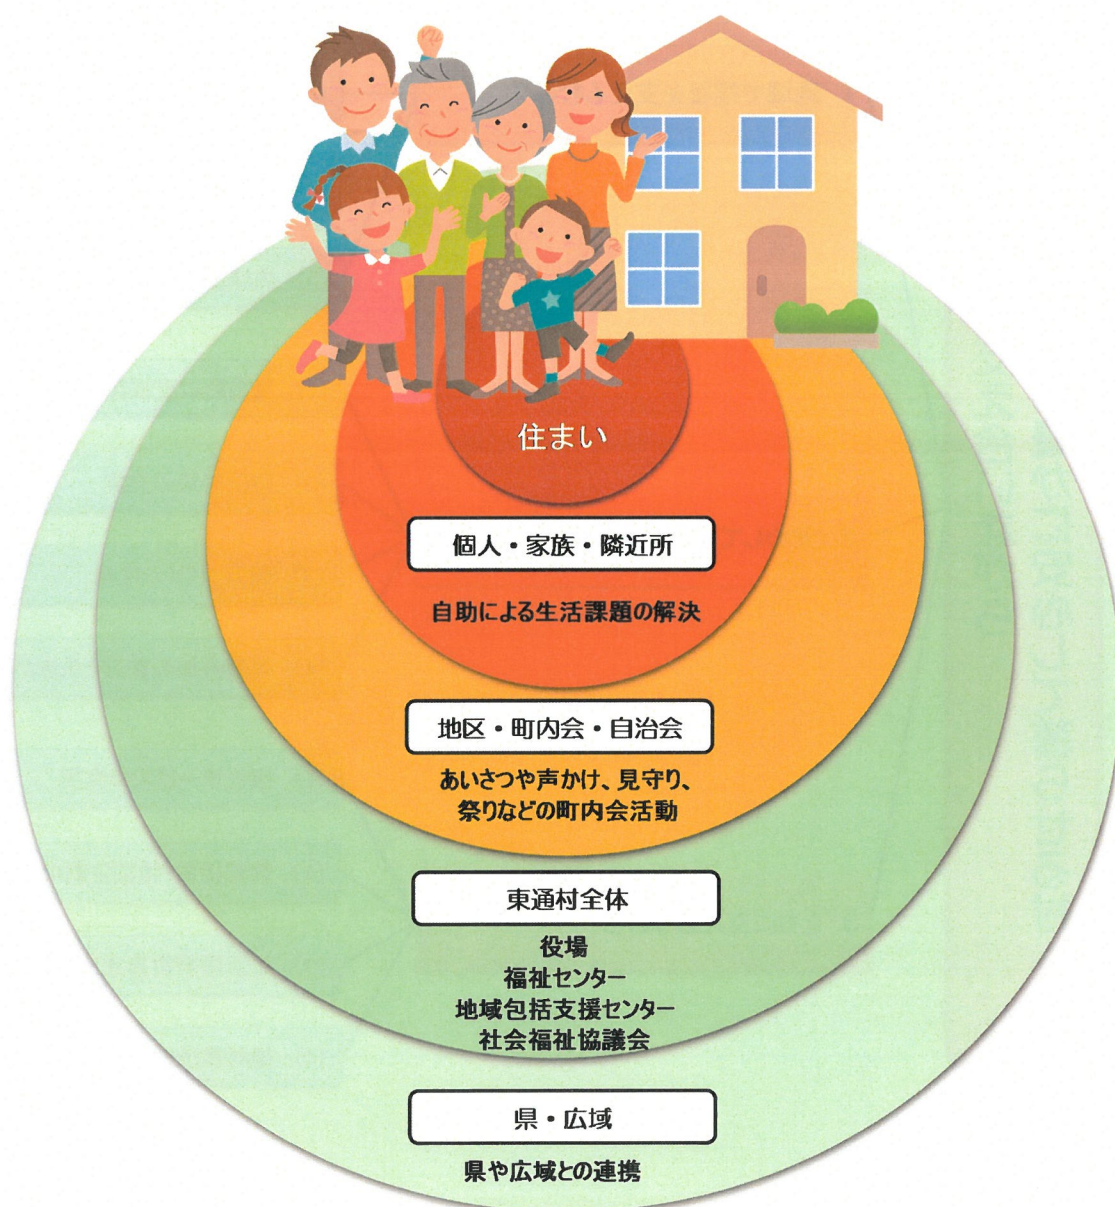 住まい
個人・家族・隣近所
自助による生活課題の解決
地区・町内会・自治会
あいさつや声かけ、見守り、
祭りなどの町内会活動
東通村全体
役場
福祉センター
地域包括支援センター
社会福祉協議会
県・広域
県や広域との連携